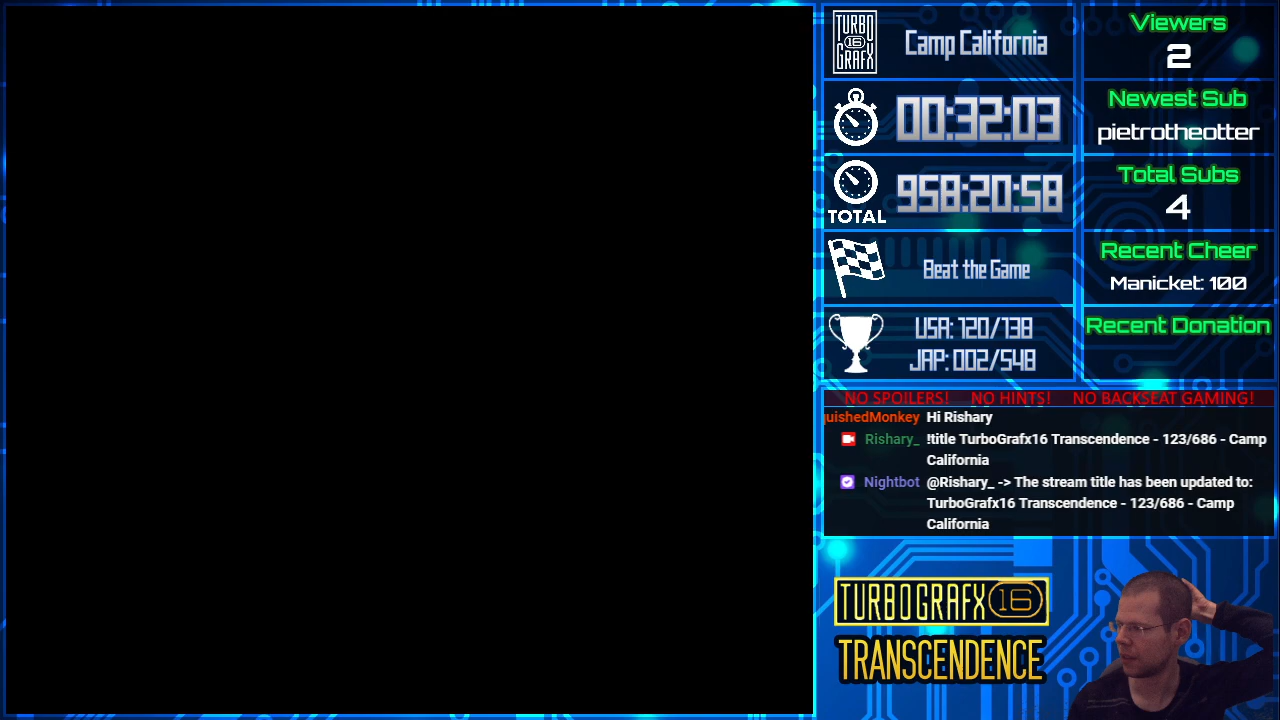 TURBO
16
GRAFX
Camp California
00:32:03
TOTAL
958:20:58
Beat the Game
USA: 120/138
JAP: 002/548
Viewers
2
Newest Sub
pietrotheotter
Total Subs
4
Recent Cheer
Manicket: 100
Recent Donation
NO SPOILERS! NO HINTS! NO BACKSEAT GAMING!
uishedMonkey Hi Rishary
Rishary_ !title TurboGrafx16 Transcendence - 123/686 - Camp
California
Nightbot @Rishary_ -> The stream title has been updated to:
TurboGrafx16 Transcendence - 123/686 - Camp
California
TURBOGRAFX 16
TRANSCENDENCE